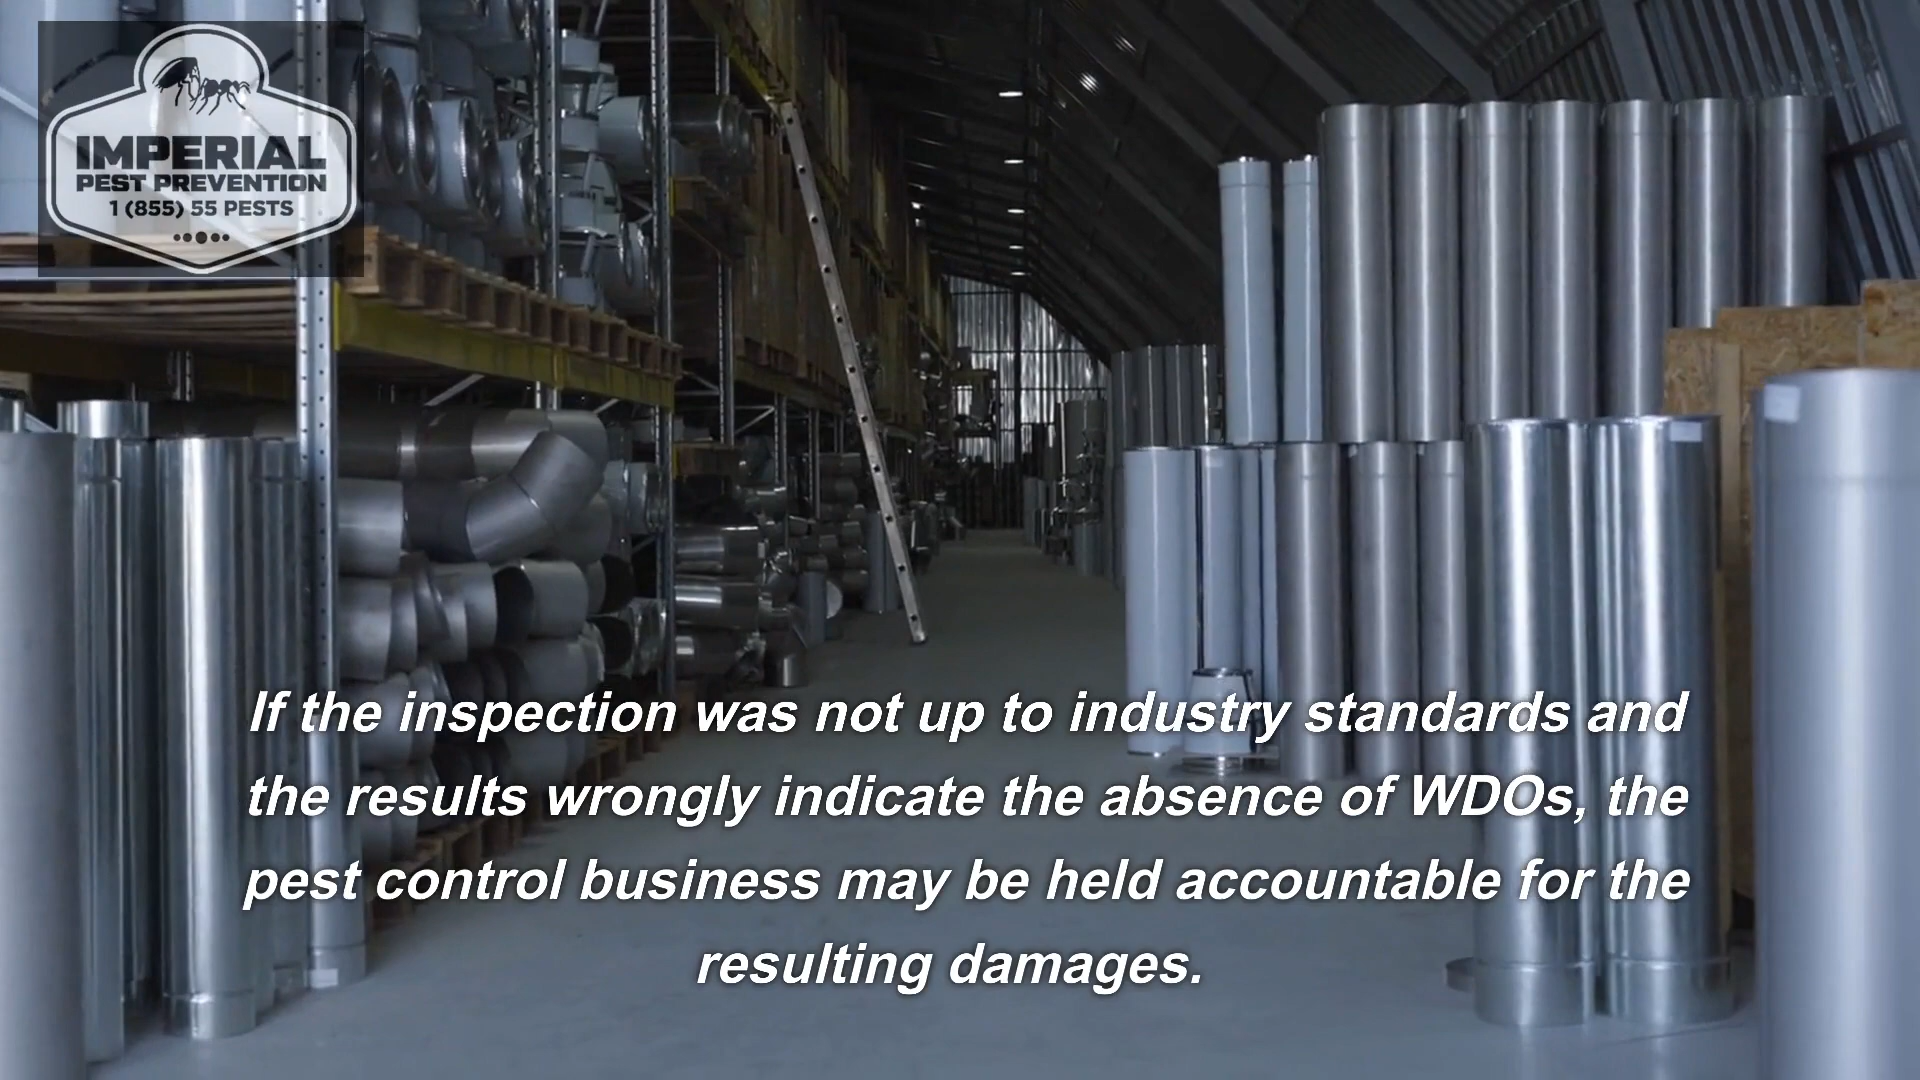 IMPERIAL
PEST PREVENTION
1 (855) 55 PESTS
If the inspection was not up to industry standards and
the results wrongly indicate the absence of WDOs, the
pest control business may be held accountable for the
resulting damages.